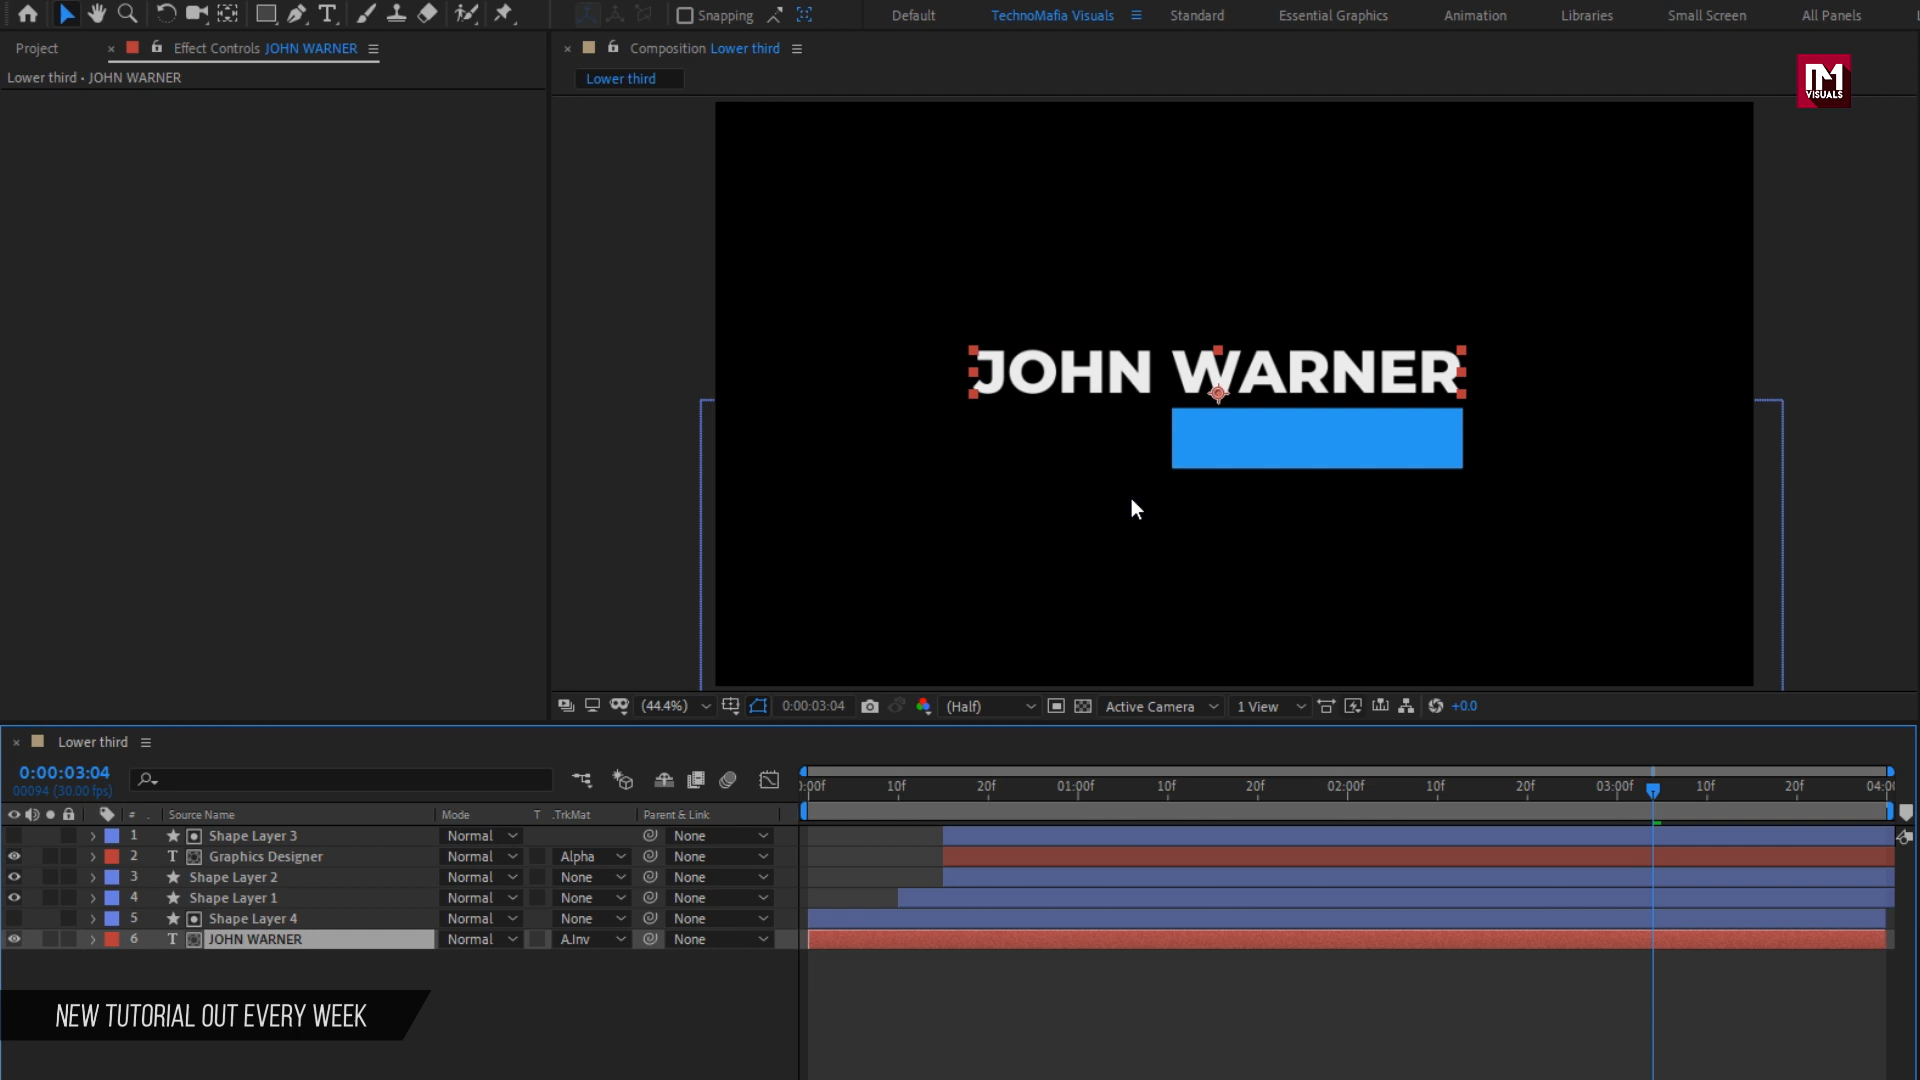 Snapping
Default
TechnoMafia Visuals
Standard
Essential Graphics
Animation
Libraries
Small Screen
All Panels
Project
Effect Controls JOHN WARNER
Lower third • JOHN WARNER
Composition Lower third
Lower third
VISUALS
JOHN WARNER
(44.4%)
0:00:03:04
(Half)
Active Camera
1 View
+0.0
Lower third
0:00:03:04
00094 (30.00 fps)
:00f 10f 20f 01:00f 10f 20f 02:00f 10f 20f 03:00f 10f 20f 04:00
# Source Name Mode T .TrkMat Parent & Link
1 Shape Layer 3 Normal None
2 T Graphics Designer Normal Alpha None
3 Shape Layer 2 Normal None None
4 Shape Layer 1 Normal None None
5 Shape Layer 4 Normal None None
6 T JOHN WARNER Normal A.Inv None
NEW TUTORIAL OUT EVERY WEEK